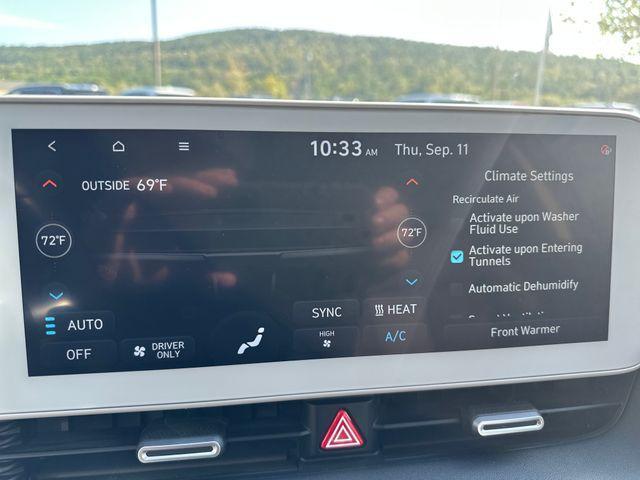 10:33 AM Thu, Sep. 11
OUTSIDE 69°F
Climate Settings
Recirculate Air
Activate upon Washer
Fluid Use
Activate upon Entering
Tunnels
Automatic Dehumidify
72°F
72°F
AUTO
SYNC
HEAT
Front Warmer
OFF
DRIVER
ONLY
HIGH
A/C